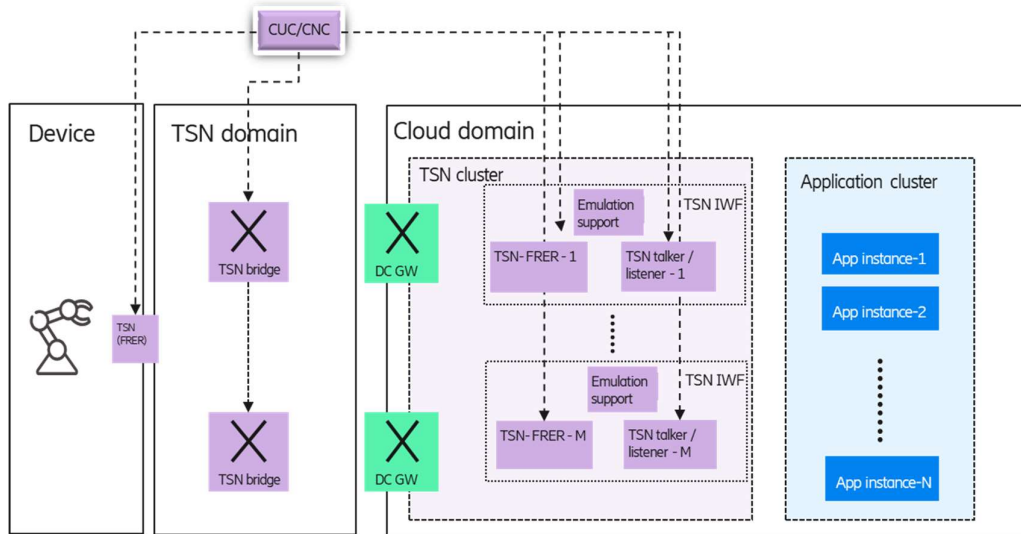 CUC/CNC
Device
TSN domain
Cloud domain
TSN cluster
Application cluster
Emulation
support
TSN IWF
TSN bridge
DC GW
TSN- FRER - 1
TSN talker /
listener - 1
App instance-1
App instance-2
TSN
(FRER)
Emulation
support
TSN IWF
TSN bridge
DC GW
TSN-FRER - M
TSN talker /
listener - M
App instance-N